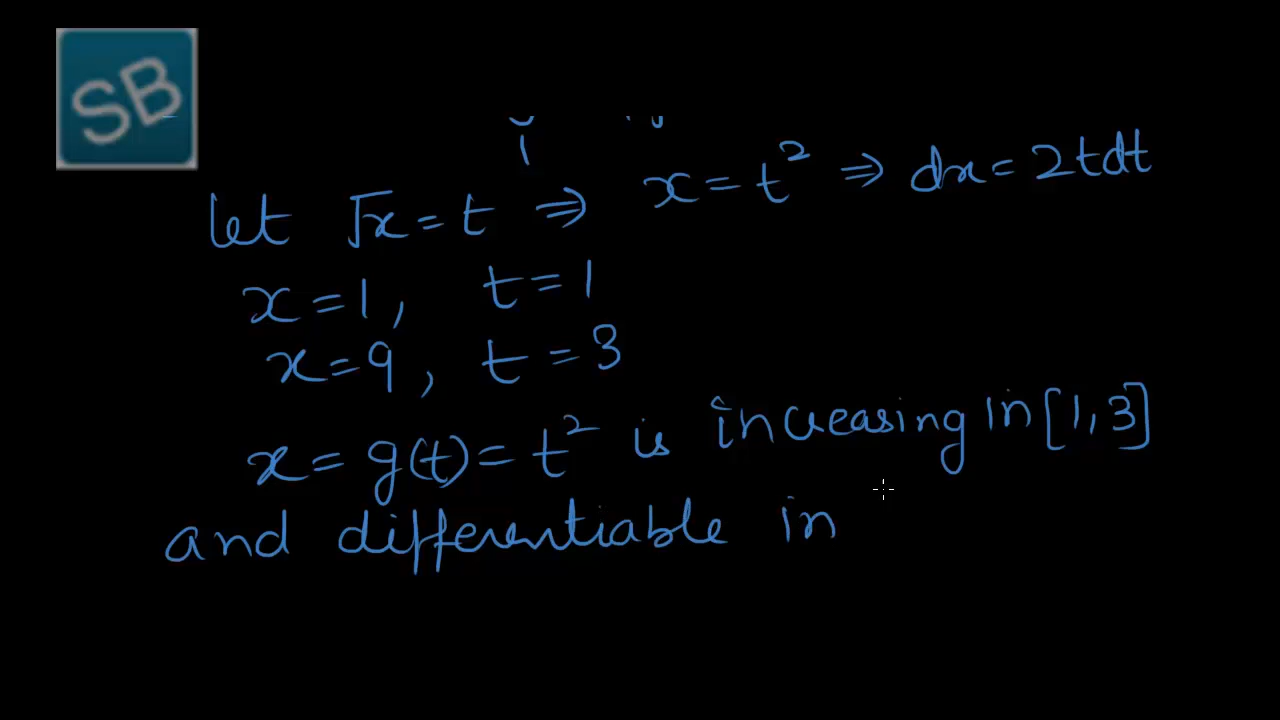 SB
let √x = t ⇒ x = t² ⇒ dx = 2tdt
x = 1, t = 1
x = 9, t = 3
x = g(t) = t² is increasing in [1,3]
and differentiable in